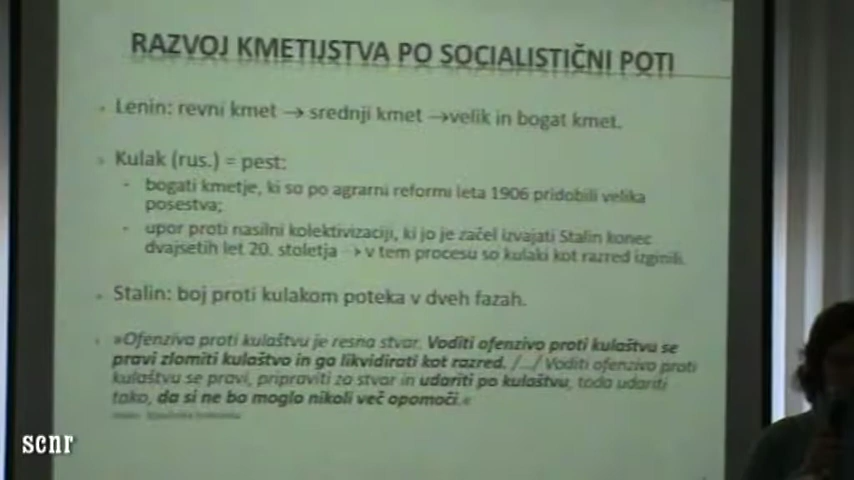 RAZVOJ KMETIJSTVA PO SOCIALISTIČNI POTI
Lenin: revni kmet → srednji kmet →velik in bogat kmet.
Kulak (rus.) = pest:
- bogati kmetje, ki so po agrarni reformi leta 1906 pridobili velika
posestva;
- upor proti nasilni kolektivizaciji, ki jo je začel izvajati Stalin konec
dvajsetih let 20. stoletja → v tem procesu so kulaki kot razred izginili.
Stalin: boj proti kulakom poteka v dveh fazah.
»Ofenziva proti kulaštvu je resna stvar. Voditi ofenzivo proti kulaštvu se
pravi zlomiti kulaštvo in ga likvidirati kot razred. /.../ Voditi ofenzivo proti
kulaštvu se pravi, pripraviti za stvar in udariti po kulaštvu, toda udariti
tako, da si ne bo moglo nikoli več opomoči.«
scnr